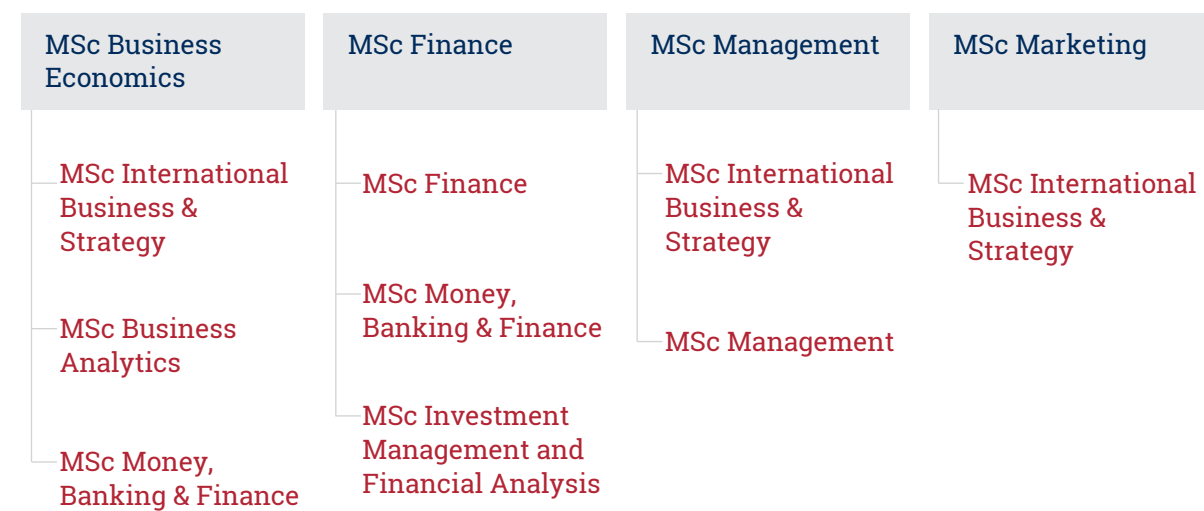 MSc Business
Economics
MSc International
Business &
Strategy
MSc Business
Analytics
MSc Money,
Banking & Finance
MSc Finance
MSc Finance
MSc Money,
Banking & Finance
MSc Investment
Management and
Financial Analysis
MSc Management
MSc International
Business &
Strategy
MSc Management
MSc Marketing
MSc International
Business &
Strategy